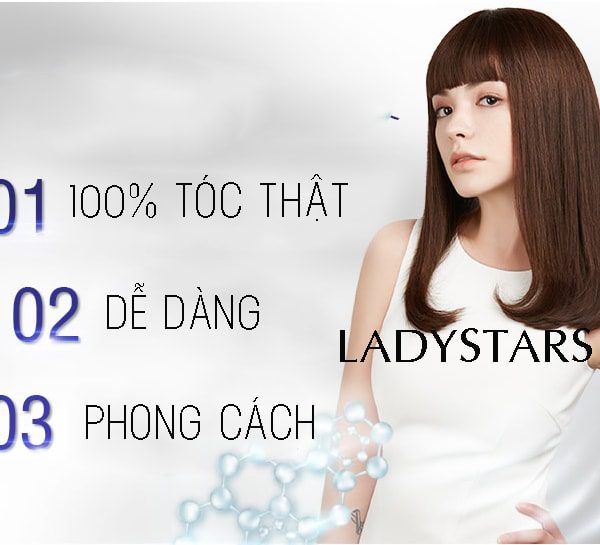 01 100% TÓC THẬT
02 DỄ DÀNG
LADYSTARS
03 PHONG CÁCH